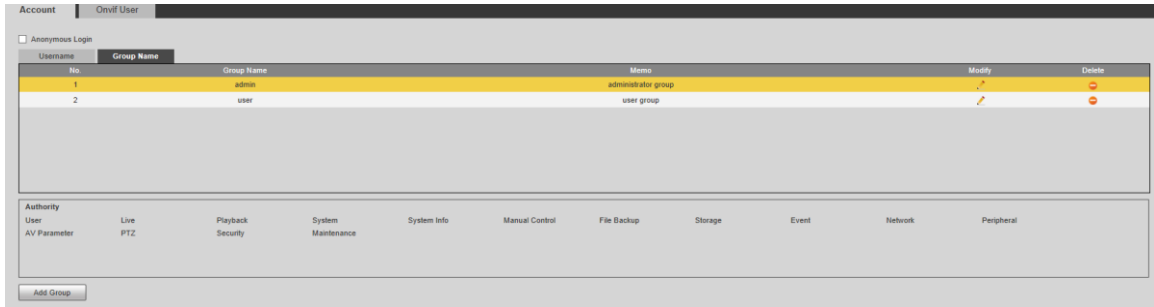 Account Onvif User
Anonymous Login
Username Group Name
No. Group Name Memo Modify Delete
1 admin administrator group
2 user user group
Authority
User Live Playback System System Info Manual Control File Backup Storage Event Network Peripheral
AV Parameter PTZ Security Maintenance
Add Group